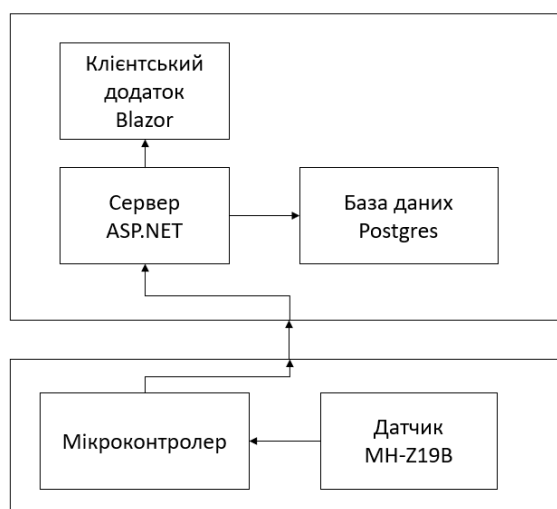 Клієнтський
додаток
Blazor
Сервер
ASP.NET
База даних
Postgres
Мікроконтролер
Датчик
MH-Z19B